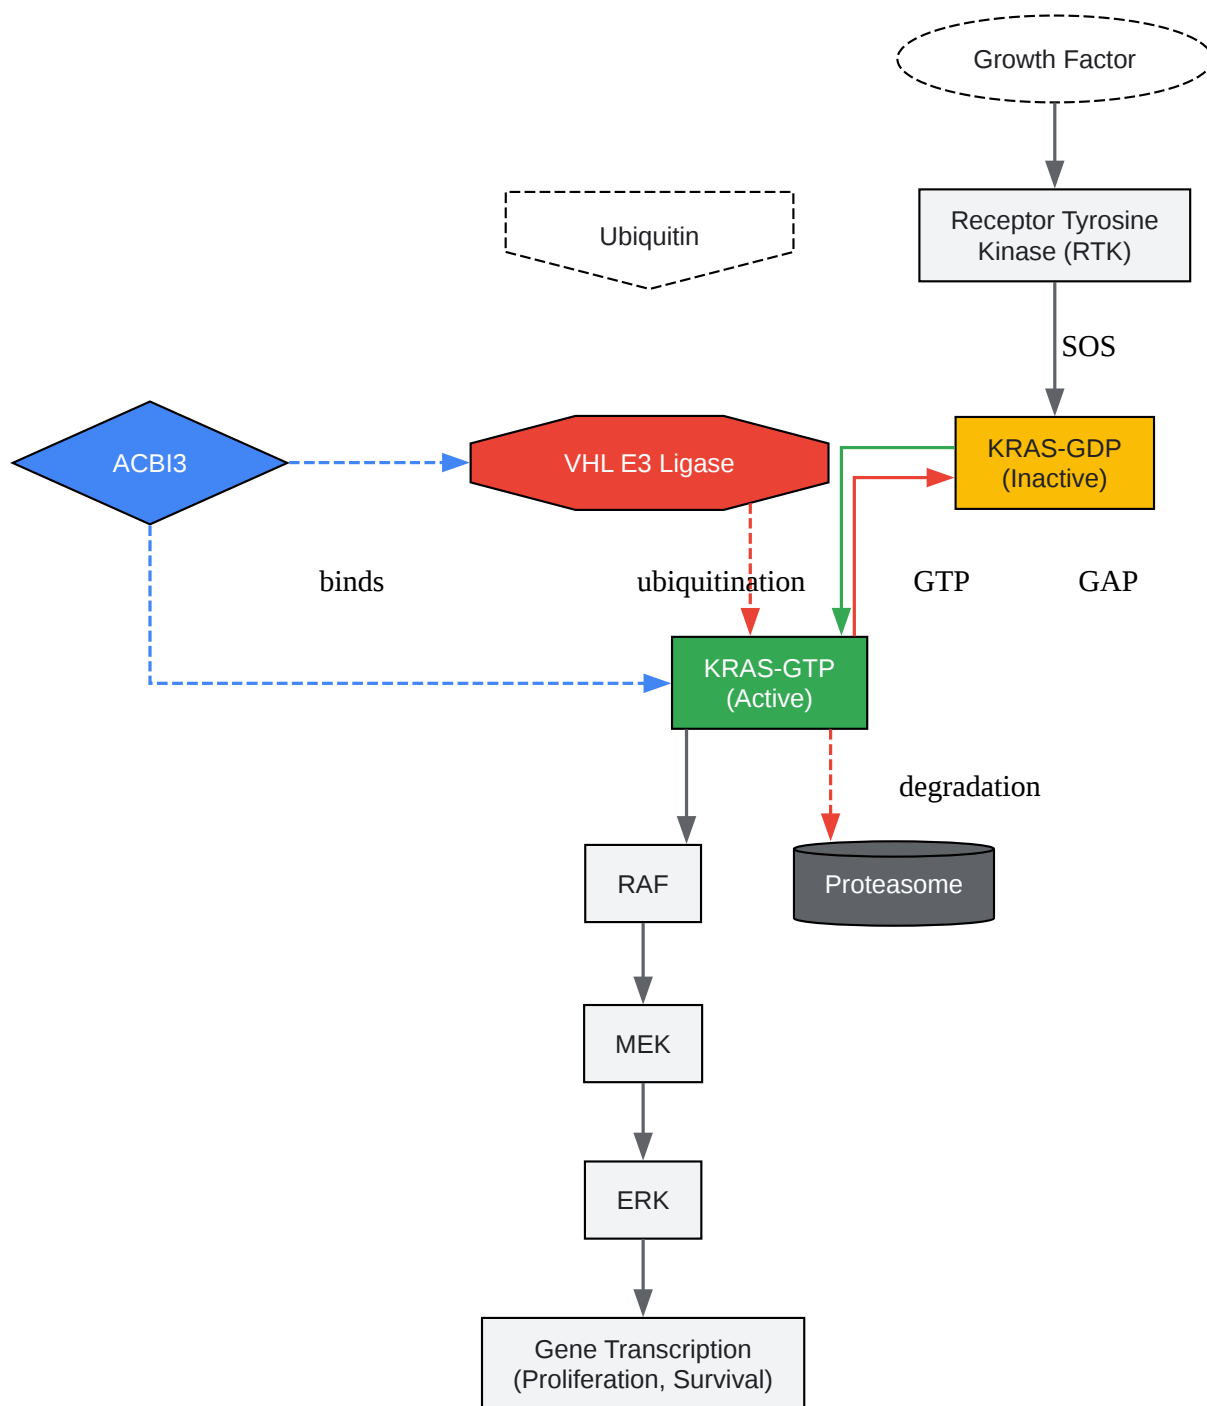 Growth Factor
Receptor Tyrosine
Kinase (RTK)
Ubiquitin
SOS
ACBI3
VHL E3 Ligase
KRAS-GDP
(Inactive)
binds
ubiquitination
GTP
GAP
KRAS-GTP
(Active)
degradation
RAF
Proteasome
MEK
ERK
Gene Transcription
(Proliferation, Survival)